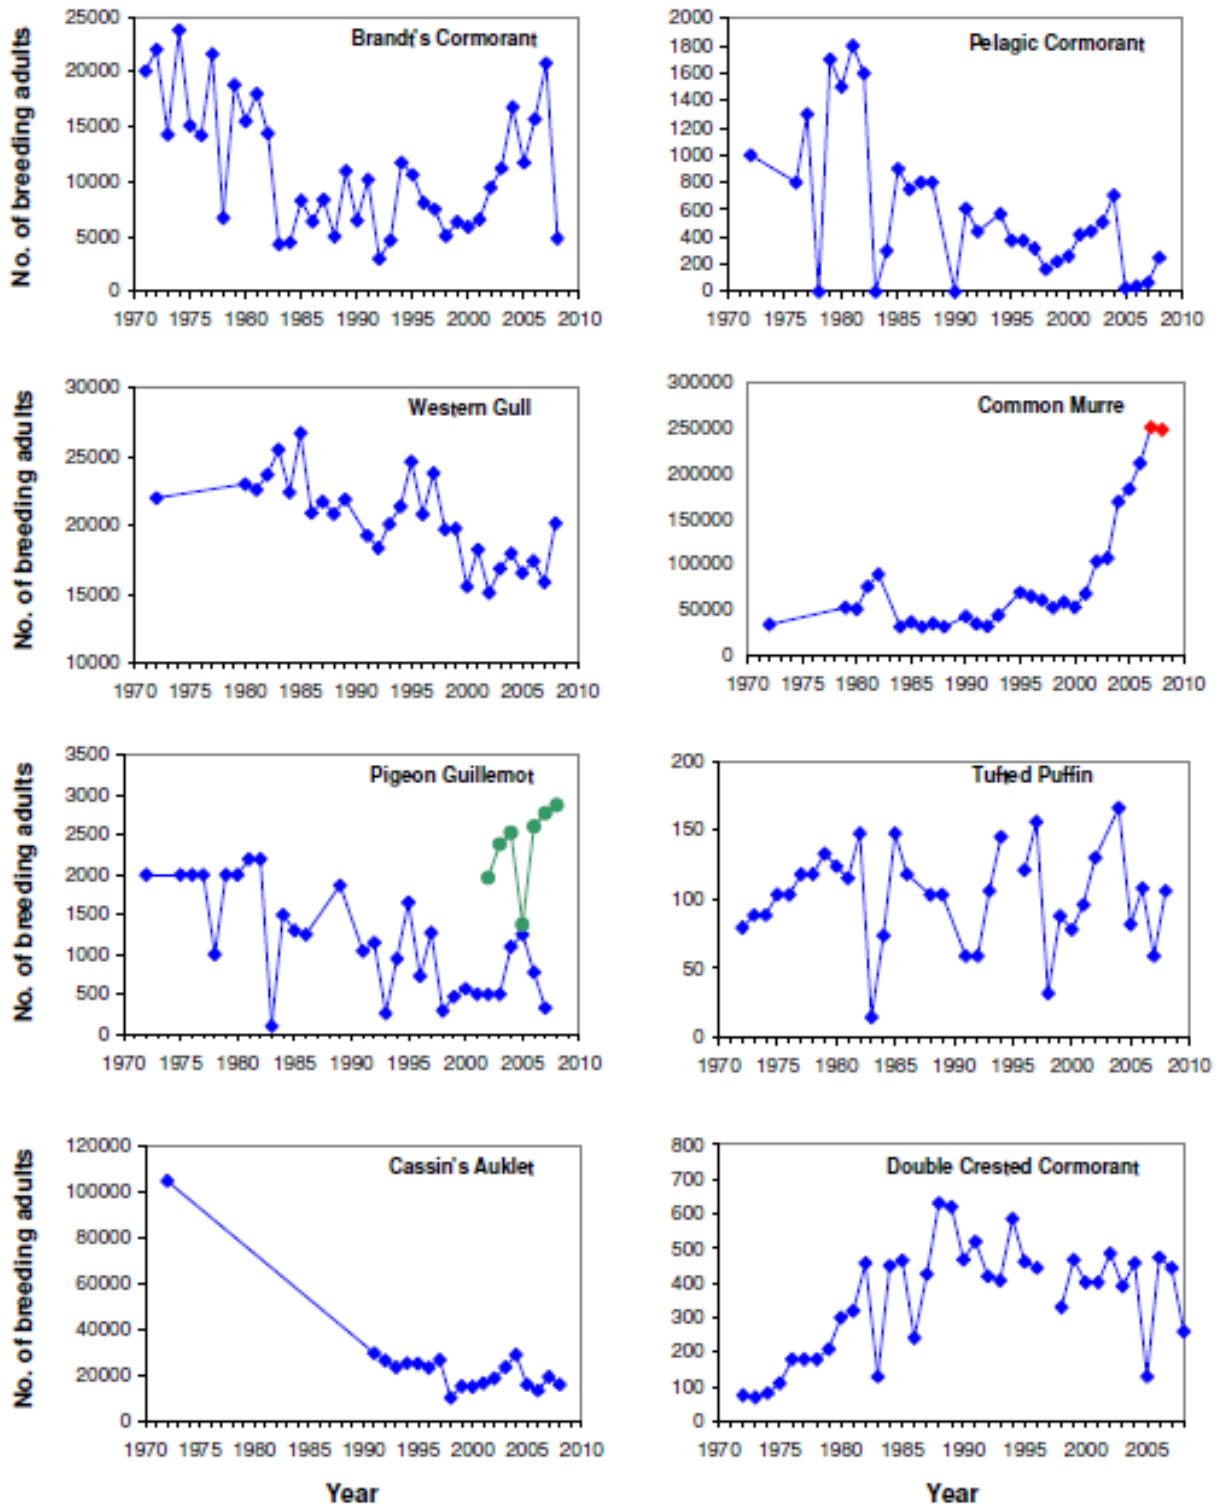 Brandt's Cormorant
No. of breeding adults
25000
20000
15000
10000
5000
0
1970 1975 1980 1985 1990 1995 2000 2005 2010
Pelagic Cormorant
2000
1800
1600
1400
1200
1000
800
600
400
200
0
1970 1975 1980 1985 1990 1995 2000 2005 2010
Western Gull
No. of breeding adults
30000
25000
20000
15000
10000
1970 1975 1980 1985 1990 1995 2000 2005 2010
Common Murre
300000
250000
200000
150000
100000
50000
0
1970 1975 1980 1985 1990 1995 2000 2005 2010
Pigeon Guillemot
No. of breeding adults
3500
3000
2500
2000
1500
1000
500
0
1970 1975 1980 1985 1990 1995 2000 2005 2010
Tufted Puffin
200
150
100
50
0
1970 1975 1980 1985 1990 1995 2000 2005 2010
Cassin's Auklet
No. of breeding adults
120000
100000
80000
60000
40000
20000
0
1970 1975 1980 1985 1990 1995 2000 2005 2010
Year
Double Crested Cormorant
800
700
600
500
400
300
200
100
0
1970 1975 1980 1985 1990 1995 2000 2005
Year